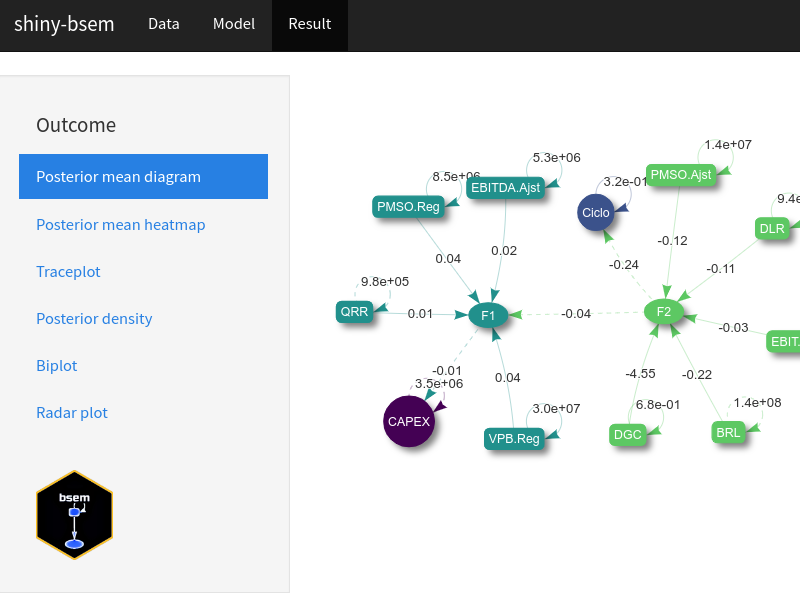 shiny-bsem
Data
Model
Result
Outcome
Posterior mean diagram
Posterior mean heatmap
Traceplot
Posterior density
Biplot
Radar plot
bsem
1.4e+07
5.3e+06
8.5e+06
PMSO.Ajst
EBITDA.Ajst
3.2e-01
9.4e
PMSO.Reg
Ciclo
DLR
-0.12
0.02
0.04
-0.24
-0.11
9.8e+05
QRR
0.01
F1
-0.04
F2
-0.03
EBIT.
-0.01
3.5e+06
0.04
-4.55
-0.22
3.0e+07
6.8e-01
1.4e+08
CAPEX
VPB.Reg
DGC
BRL